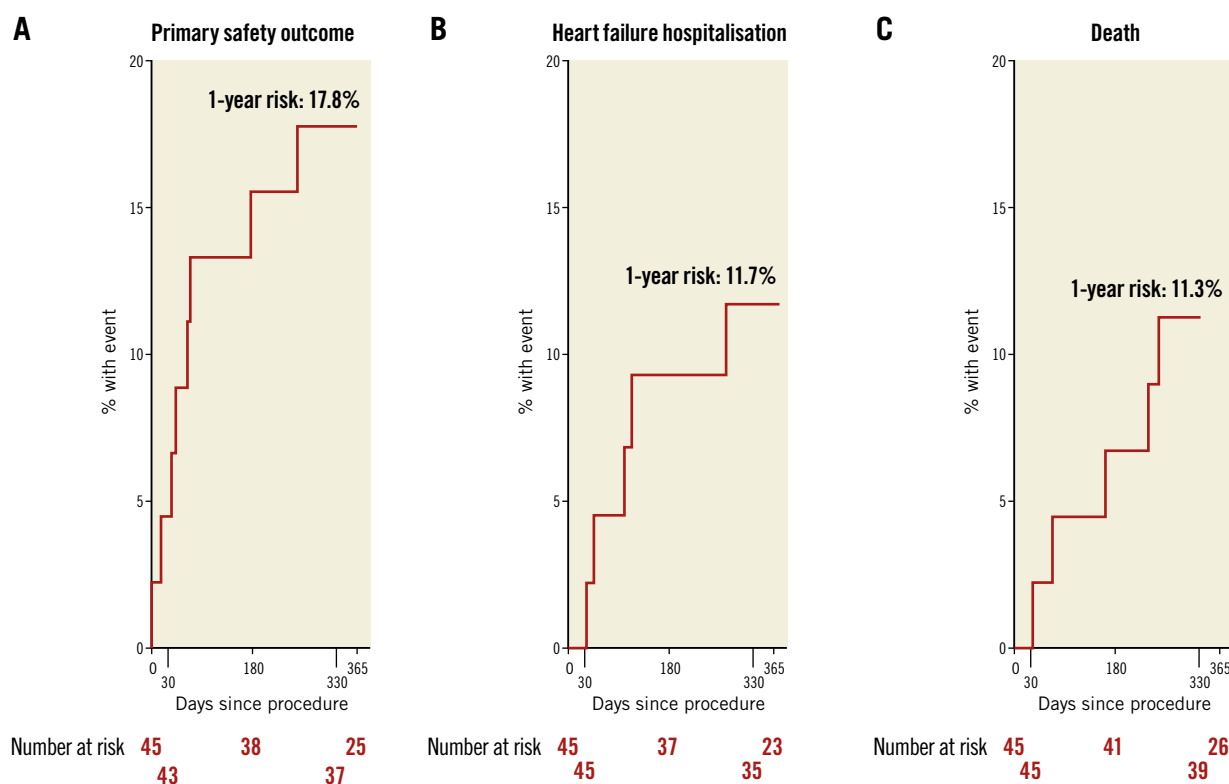 A
Primary safety outcome
20
15
10
5
0
% with event
1-year risk: 17.8%
0 180 365
30 330
Days since procedure
Number at risk 45 38 25
43 37
B
Heart failure hospitalisation
20
15
10
5
0
% with event
1-year risk: 11.7%
0 180 365
30 330
Days since procedure
Number at risk 45 37 23
45 35
C
Death
20
15
10
5
0
% with event
1-year risk: 11.3%
0 180 365
30 330
Days since procedure
Number at risk 45 41 26
45 39